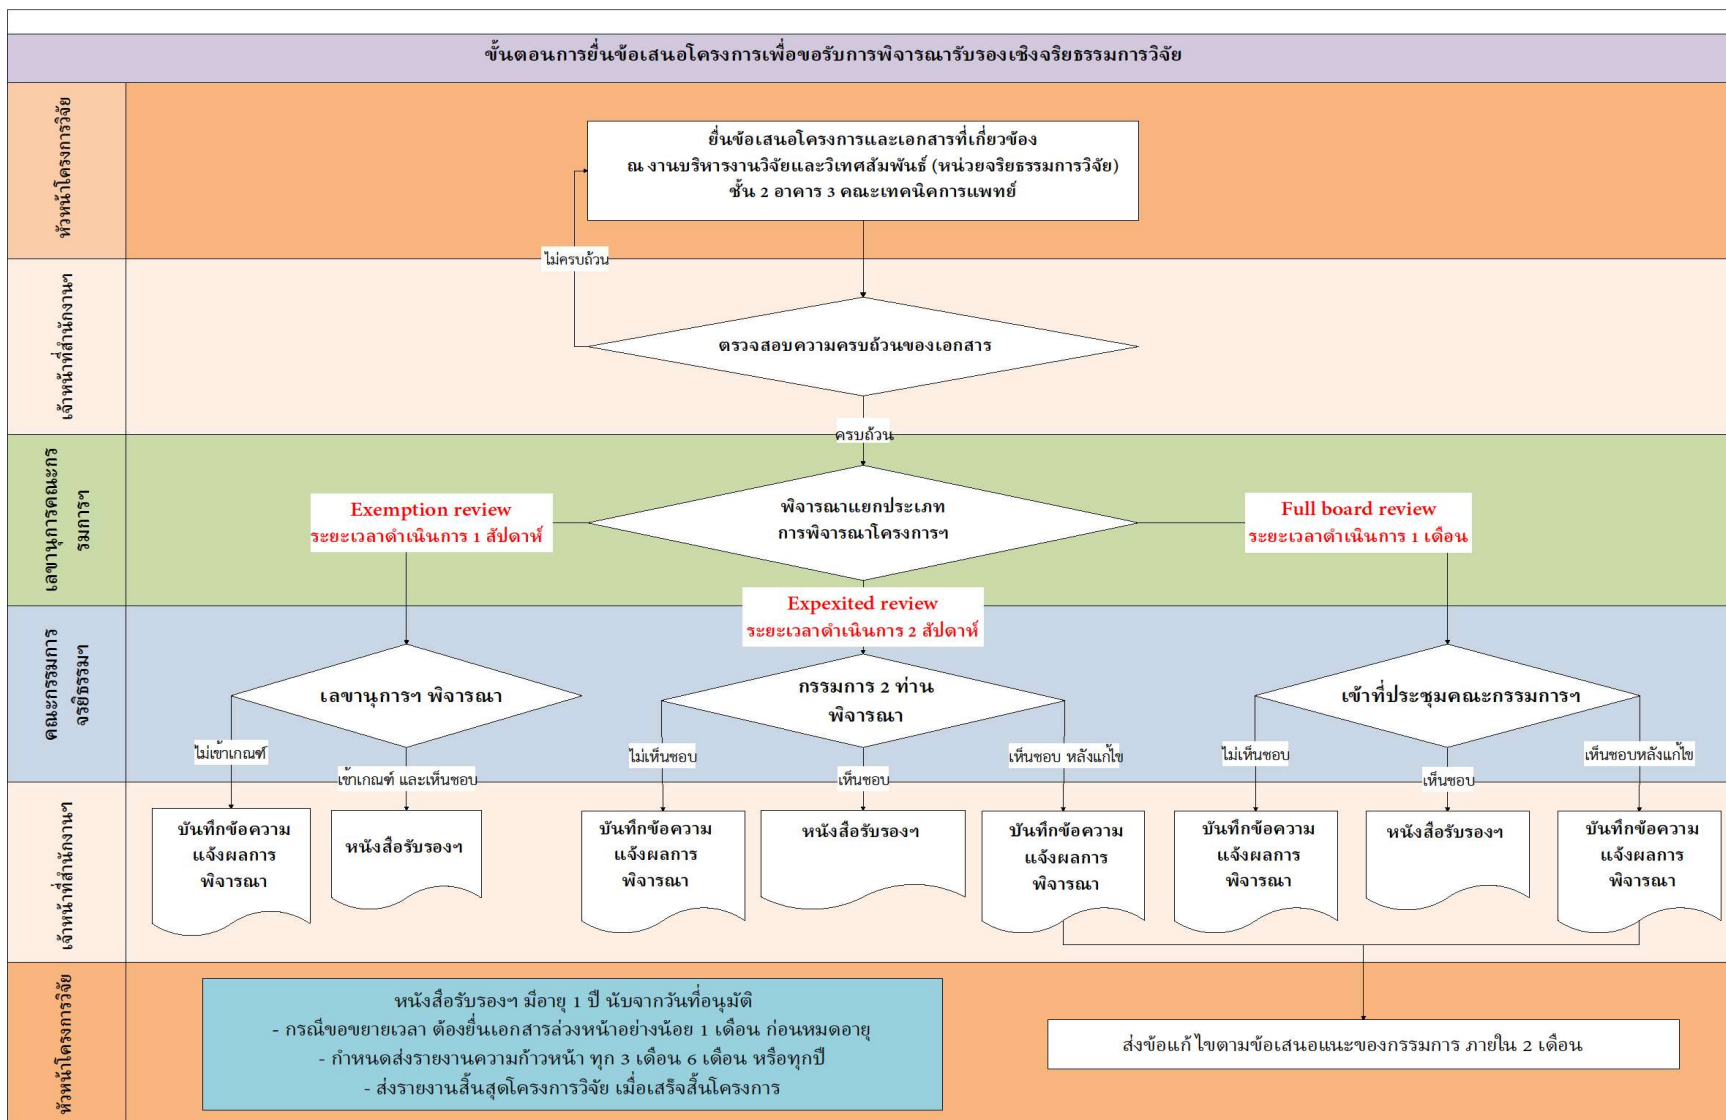 ขั้นตอนการยื่นข้อเสนอโครงการเพื่อขอรับการพิจารณารับรองเชิงจริยธรรมการวิจัย
หัวหน้าโครงการวิจัย
ยื่นข้อเสนอโครงการและเอกสารที่เกี่ยวข้อง
ณ งานบริหารงานวิจัยและวิเทศสัมพันธ์ (หน่วยจริยธรรมการวิจัย)
ชั้น 2 อาคาร 3 คณะเทคนิคการแพทย์
ไม่ครบถ้วน
เจ้าหน้าที่สำนักงานฯ
ตรวจสอบความครบถ้วนของเอกสาร
ครบถ้วน
เลขานุการคณะกร
รมการฯ
พิจารณาแยกประเภท
การพิจารณาโครงการฯ
Exemption review
ระยะเวลาดำเนินการ 1 สัปดาห์
Full board review
ระยะเวลาดำเนินการ 1 เดือน
Expexited review
ระยะเวลาดำเนินการ 2 สัปดาห์
คณะกรรมการ
จริยธรรมฯ
เลขานุการฯ พิจารณา
กรรมการ 2 ท่าน
พิจารณา
เข้าที่ประชุมคณะกรรมการฯ
ไม่เข้าเกณฑ์
เข้าเกณฑ์ และเห็นชอบ
ไม่เห็นชอบ
เห็นชอบ
เห็นชอบ หลังแก้ไข
ไม่เห็นชอบ
เห็นชอบ
เห็นชอบหลังแก้ไข
เจ้าหน้าที่สำนักงานฯ
บันทึกข้อความ
แจ้งผลการ
พิจารณา
หนังสือรับรองฯ
บันทึกข้อความ
แจ้งผลการ
พิจารณา
หนังสือรับรองฯ
บันทึกข้อความ
แจ้งผลการ
พิจารณา
บันทึกข้อความ
แจ้งผลการ
พิจารณา
หนังสือรับรองฯ
บันทึกข้อความ
แจ้งผลการ
พิจารณา
หัวหน้าโครงการวิจัย
หนังสือรับรองฯ มีอายุ 1 ปี นับจากวันที่อนุมัติ
- กรณีขอขยายเวลา ต้องยื่นเอกสารล่วงหน้าอย่างน้อย 1 เดือน ก่อนหมดอายุ
- กำหนดส่งรายงานความก้าวหน้า ทุก 3 เดือน 6 เดือน หรือทุกปี
- ส่งรายงานสิ้นสุดโครงการวิจัย เมื่อเสร็จสิ้นโครงการ
ส่งข้อแก้ไขตามข้อเสนอแนะของกรรมการ ภายใน 2 เดือน